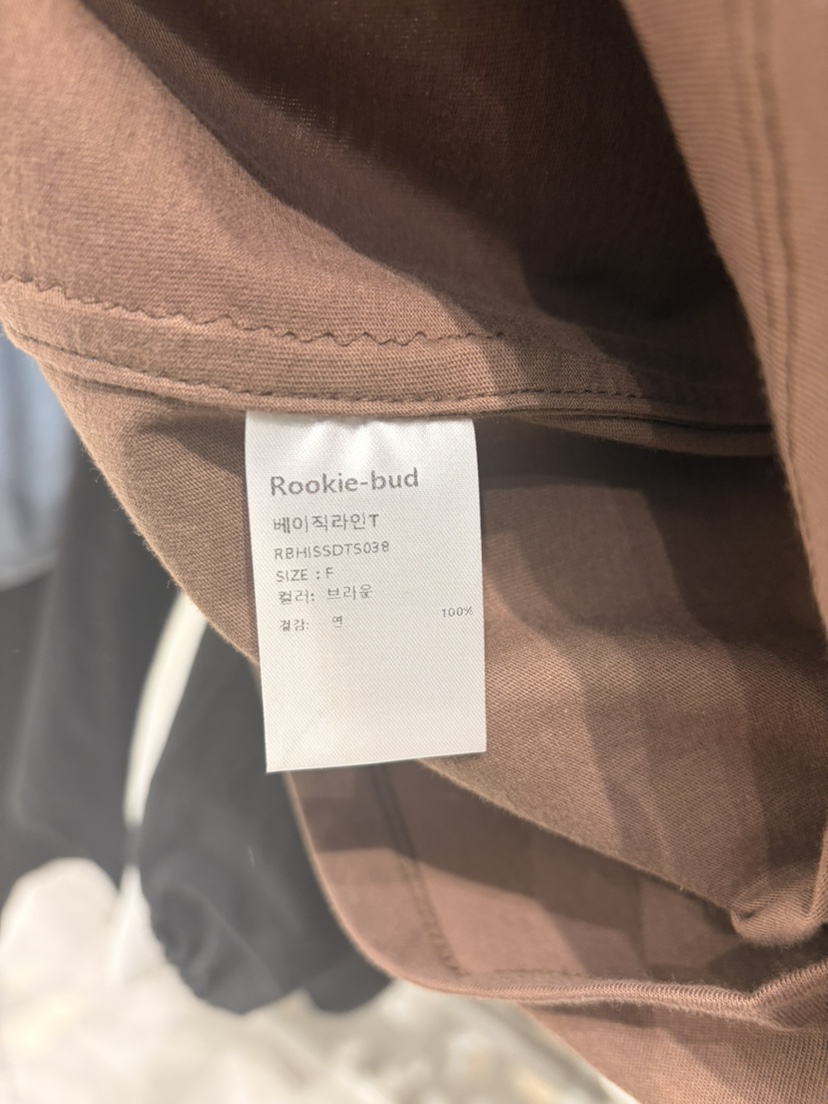 Rookie-bud
베이직라인T
RBHISSDTS038
SIZE : F
컬러: 브라운
겉감: 면 100%